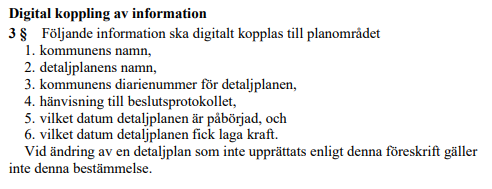 Digital koppling av information
3 § Följande information ska digitalt kopplas till planområdet
1. kommunens namn,
2. detaljplanens namn,
3. kommunens diarienummer för detaljplanen,
4. hänvisning till beslutsprotokollet,
5. vilket datum detaljplanen är påbörjad, och
6. vilket datum detaljplanen fick laga kraft.
Vid ändring av en detaljplan som inte upprättats enligt denna föreskrift gäller
inte denna bestämmelse.